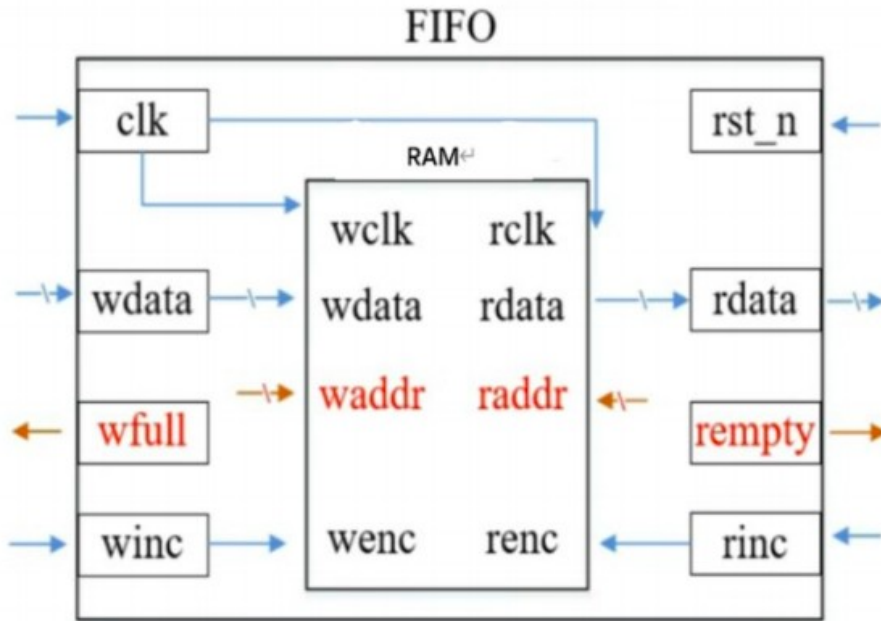 FIFO
clk
rst_n
RAM↵
wclk rclk
wdata
wdata rdata
rdata
waddr raddr
wfull
rempty
winc
wenc renc
rinc